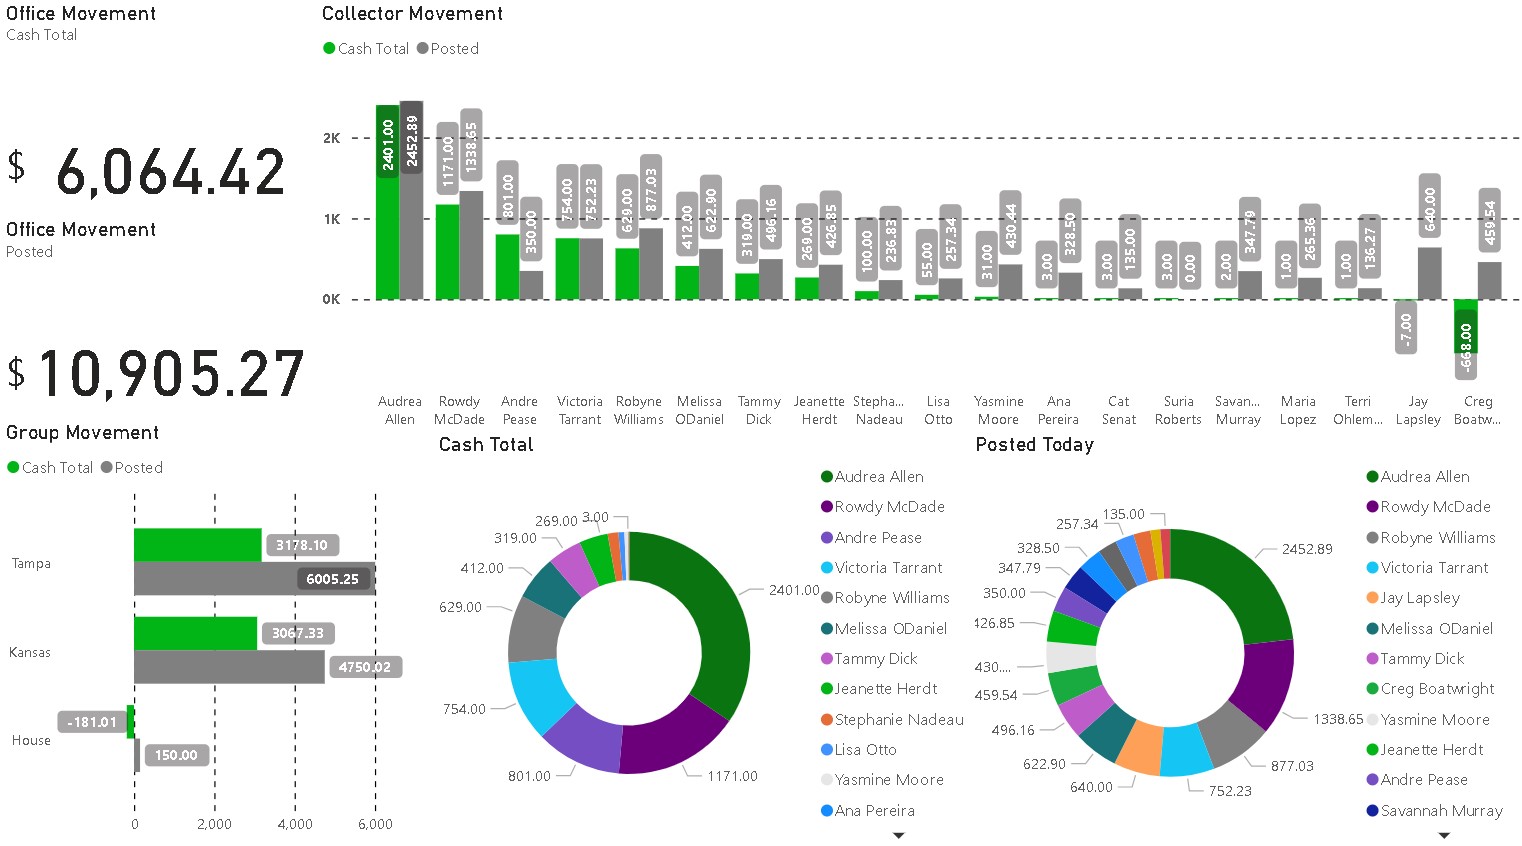 Office Movement
Cash Total
$ 6,064.42
Office Movement
Posted
$ 10,905.27
Collector Movement
Cash Total Posted
2K
1K
0K
2401.00 2452.89
1171.00 1338.65
801.00 350.00
754.00 752.23
629.00 877.03
412.00 622.90
319.00 496.16
269.00 426.85
100.00 236.83
55.00 257.34
31.00 430.44
3.00 328.50
3.00 135.00
3.00 0.00
2.00 347.79
1.00 265.36
1.00 136.27
-7.00 640.00
-668.00 459.54
Audrea Allen
Rowdy McDade
Andre Pease
Victoria Tarrant
Robyne Williams
Melissa ODaniel
Tammy Dick
Jeanette Herdt
Stepha... Nadeau
Lisa Otto
Yasmine Moore
Ana Pereira
Cat Senat
Suria Roberts
Savan... Murray
Maria Lopez
Terri Ohlem...
Jay Lapsley
Creg Boatw...
Group Movement
Cash Total Posted
Tampa
3178.10
6005.25
Kansas
3067.33
4750.02
House
-181.01
150.00
0 2,000 4,000 6,000
Cash Total
2401.00
1171.00
801.00
754.00
629.00
412.00
319.00
269.00
3.00
Audrea Allen
Rowdy McDade
Andre Pease
Victoria Tarrant
Robyne Williams
Melissa ODaniel
Tammy Dick
Jeanette Herdt
Stephanie Nadeau
Lisa Otto
Yasmine Moore
Ana Pereira
Posted Today
2452.89
1338.65
877.03
752.23
640.00
622.90
496.16
459.54
430....
426.85
350.00
347.79
328.50
257.34
135.00
Audrea Allen
Rowdy McDade
Robyne Williams
Victoria Tarrant
Jay Lapsley
Melissa ODaniel
Tammy Dick
Creg Boatwright
Yasmine Moore
Jeanette Herdt
Andre Pease
Savannah Murray